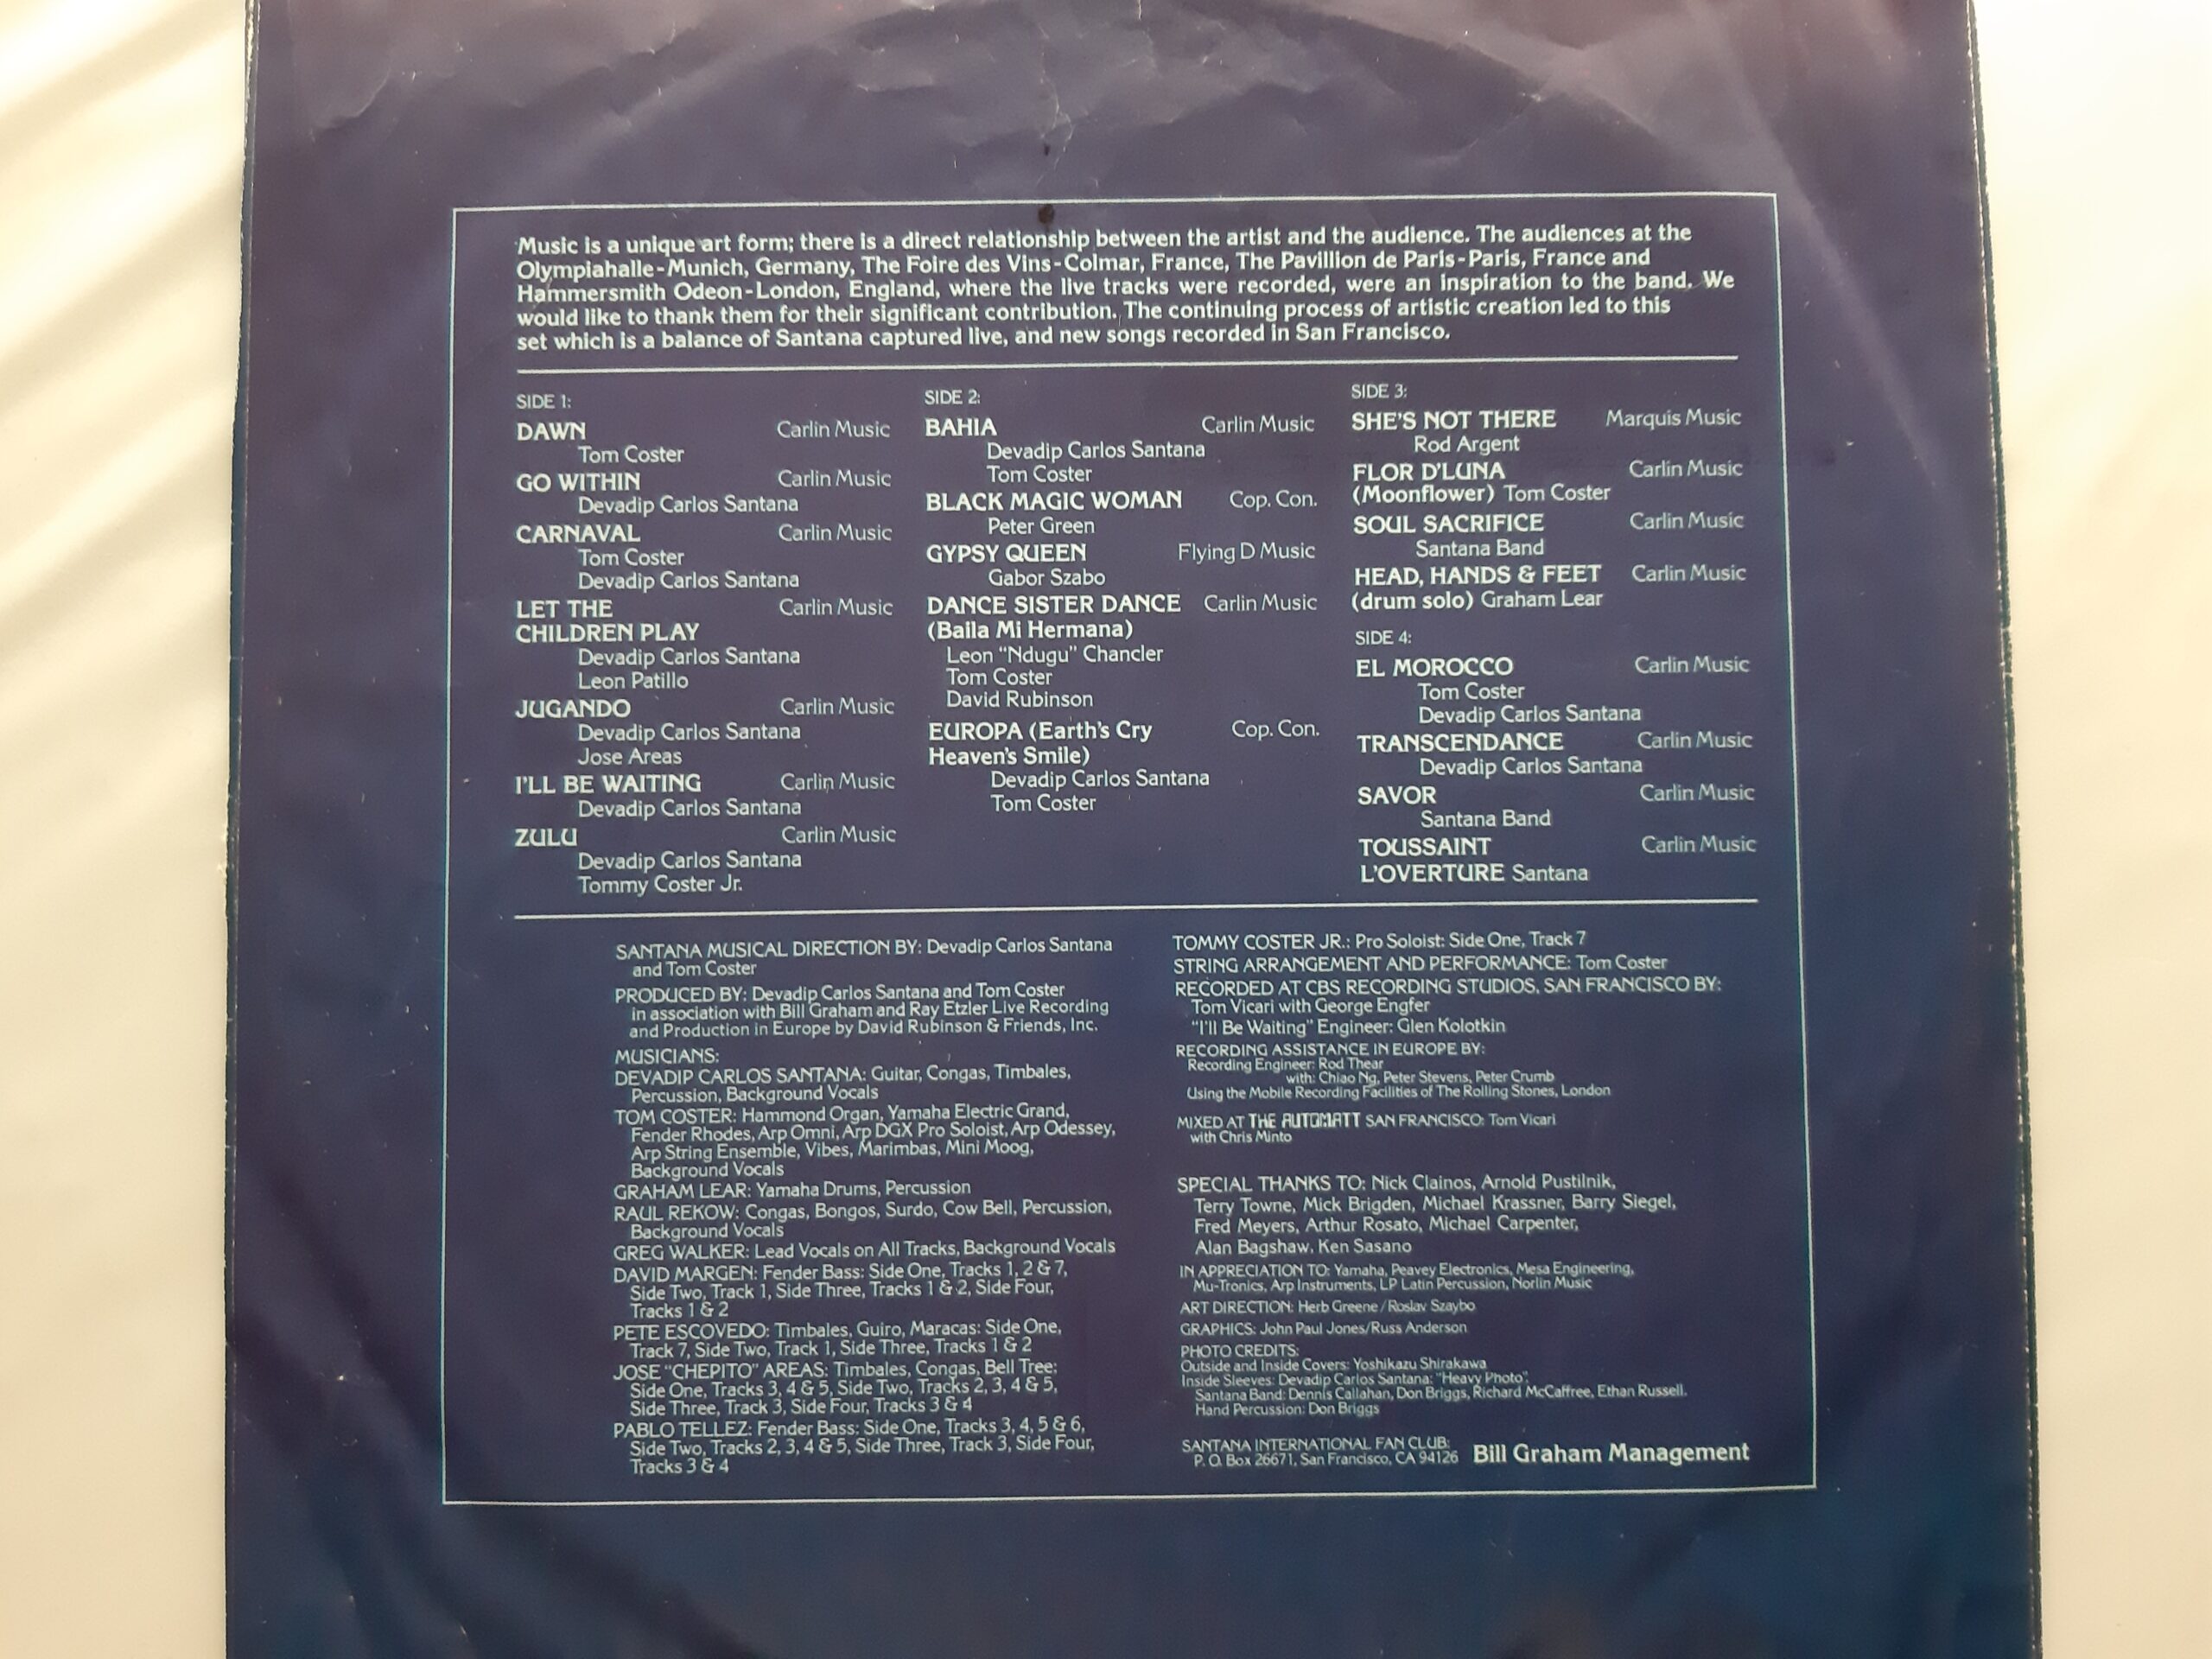 Music is a unique art form; there is a direct relationship between the artist and the audience. The audiences at the
Olympiahalle-Munich, Germany, The Foire des Vins-Colmar, France, The Pavillion de Paris-Paris, France and
Hammersmith Odeon-London, England, where the live tracks were recorded, were an inspiration to the band. We
would like to thank them for their significant contribution. The continuing process of artistic creation led to this
set which is a balance of Santana captured live, and new songs recorded in San Francisco.
SIDE 1:
DAWN Carlin Music
Tom Coster
GO WITHIN Carlin Music
Devadip Carlos Santana
CARNAVAL Carlin Music
Tom Coster
Devadip Carlos Santana
LET THE Carlin Music
CHILDREN PLAY
Devadip Carlos Santana
Leon Patillo
JUGANDO Carlin Music
Devadip Carlos Santana
Jose Areas
I'LL BE WAITING Carlin Music
Devadip Carlos Santana
ZULU Carlin Music
Devadip Carlos Santana
Tommy Coster Jr.
SIDE 2:
BAHIA Carlin Music
Devadip Carlos Santana
Tom Coster
BLACK MAGIC WOMAN Cop. Con.
Peter Green
GYPSY QUEEN Flying D Music
Gabor Szabo
DANCE SISTER DANCE Carlin Music
(Baila Mi Hermana)
Leon "Ndugu" Chancler
Tom Coster
David Rubinson
EUROPA (Earth's Cry Cop. Con.
Heaven's Smile)
Devadip Carlos Santana
Tom Coster
SIDE 3:
SHE'S NOT THERE Marquis Music
Rod Argent
FLOR D'LUNA Carlin Music
(Moonflower) Tom Coster
SOUL SACRIFICE Carlin Music
Santana Band
HEAD, HANDS & FEET Carlin Music
(drum solo) Graham Lear
SIDE 4:
EL MOROCCO Carlin Music
Tom Coster
Devadip Carlos Santana
TRANSCENDANCE Carlin Music
Devadip Carlos Santana
SAVOR Carlin Music
Santana Band
TOUSSAINT Carlin Music
L'OVERTURE Santana
SANTANA MUSICAL DIRECTION BY: Devadip Carlos Santana
and Tom Coster
PRODUCED BY: Devadip Carlos Santana and Tom Coster
in association with Bill Graham and Ray Etzler Live Recording
and Production in Europe by David Rubinson & Friends, Inc.
MUSICIANS:
DEVADIP CARLOS SANTANA: Guitar, Congas, Timbales,
Percussion, Background Vocals
TOM COSTER: Hammond Organ, Yamaha Electric Grand,
Fender Rhodes, Arp Omni, Arp DGX Pro Soloist, Arp Odessey,
Arp String Ensemble, Vibes, Marimbas, Mini Moog,
Background Vocals
GRAHAM LEAR: Yamaha Drums, Percussion
RAUL REKOW: Congas, Bongos, Surdo, Cow Bell, Percussion,
Background Vocals
GREG WALKER: Lead Vocals on All Tracks, Background Vocals
DAVID MARGEN: Fender Bass: Side One, Tracks 1, 2 & 7,
Side Two, Track 1, Side Three, Tracks 1 & 2, Side Four,
Tracks 1 & 2
PETE ESCOVEDO: Timbales, Guiro, Maracas: Side One,
Track 7, Side Two, Track 1, Side Three, Tracks 1 & 2
JOSE "CHEPITO" AREAS: Timbales, Congas, Bell Tree:
Side One, Tracks 3, 4 & 5, Side Two, Tracks 2, 3, 4 & 5,
Side Three, Track 3, Side Four, Tracks 3 & 4
PABLO TELLEZ: Fender Bass: Side One, Tracks 3, 4, 5 & 6,
Side Two, Tracks 2, 3, 4 & 5, Side Three, Track 3, Side Four,
Tracks 3 & 4
TOMMY COSTER JR.: Pro Soloist: Side One, Track 7
STRING ARRANGEMENT AND PERFORMANCE: Tom Coster
RECORDED AT CBS RECORDING STUDIOS, SAN FRANCISCO BY:
Tom Vicari with George Engfer
"I'll Be Waiting" Engineer: Glen Kolotkin
RECORDING ASSISTANCE IN EUROPE BY:
Recording Engineer: Rod Thear
with: Chiao Ng, Peter Stevens, Peter Crumb
Using the Mobile Recording Facilities of The Rolling Stones, London
MIXED AT THE AUTOMATT SAN FRANCISCO: Tom Vicari
with Chris Minto
SPECIAL THANKS TO: Nick Clainos, Arnold Pustilnik,
Terry Towne, Mick Brigden, Michael Krassner, Barry Siegel,
Fred Meyers, Arthur Rosato, Michael Carpenter,
Alan Bagshaw, Ken Sasano
IN APPRECIATION TO: Yamaha, Peavey Electronics, Mesa Engineering,
Mu-Tronics, Arp Instruments, LP Latin Percussion, Norlin Music
ART DIRECTION: Herb Greene / Roslav Szaybo
GRAPHICS: John Paul Jones/Russ Anderson
PHOTO CREDITS:
Outside and Inside Covers: Yoshikazu Shirakawa
Inside Sleeves: Devadip Carlos Santana: "Heavy Photo",
Santana Band: Dennis Callahan, Don Briggs, Richard McCaffree, Ethan Russell.
Hand Percussion: Don Briggs
SANTANA INTERNATIONAL FAN CLUB:
P. O. Box 26671, San Francisco, CA 94126 Bill Graham Management